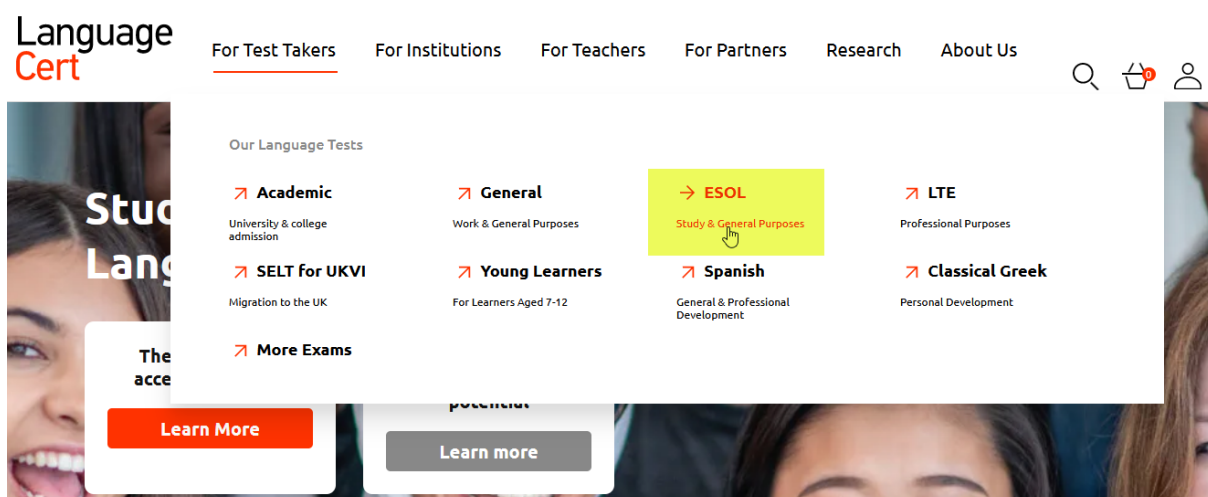 Language
Cert
For Test Takers
For Institutions
For Teachers
For Partners
Research
About Us
0
Our Language Tests
Academic
University & college
admission
General
Work & General Purposes
ESOL
Study & General Purposes
LTE
Professional Purposes
SELT for UKVI
Migration to the UK
Young Learners
For Learners Aged 7-12
Spanish
General & Professional
Development
Classical Greek
Personal Development
More Exams
The
Learn More
potential
Learn more